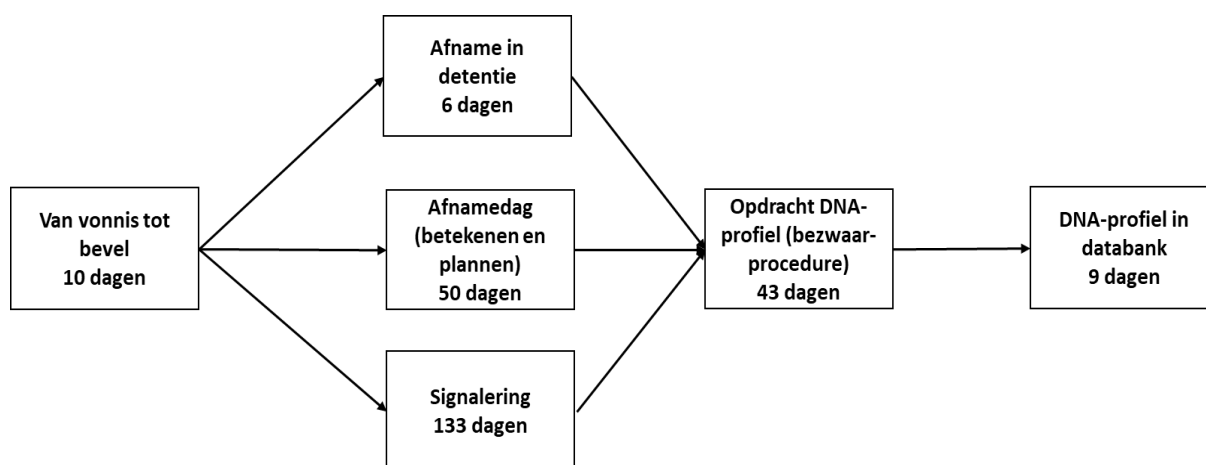 Van vonnis tot
bevel
10 dagen
Afname in
detentie
6 dagen
Afnamedag
(betekenen en
plannen)
50 dagen
Signalering
133 dagen
Opdracht DNA-
profiel (bezwaar-
procedure)
43 dagen
DNA-profiel in
databank
9 dagen